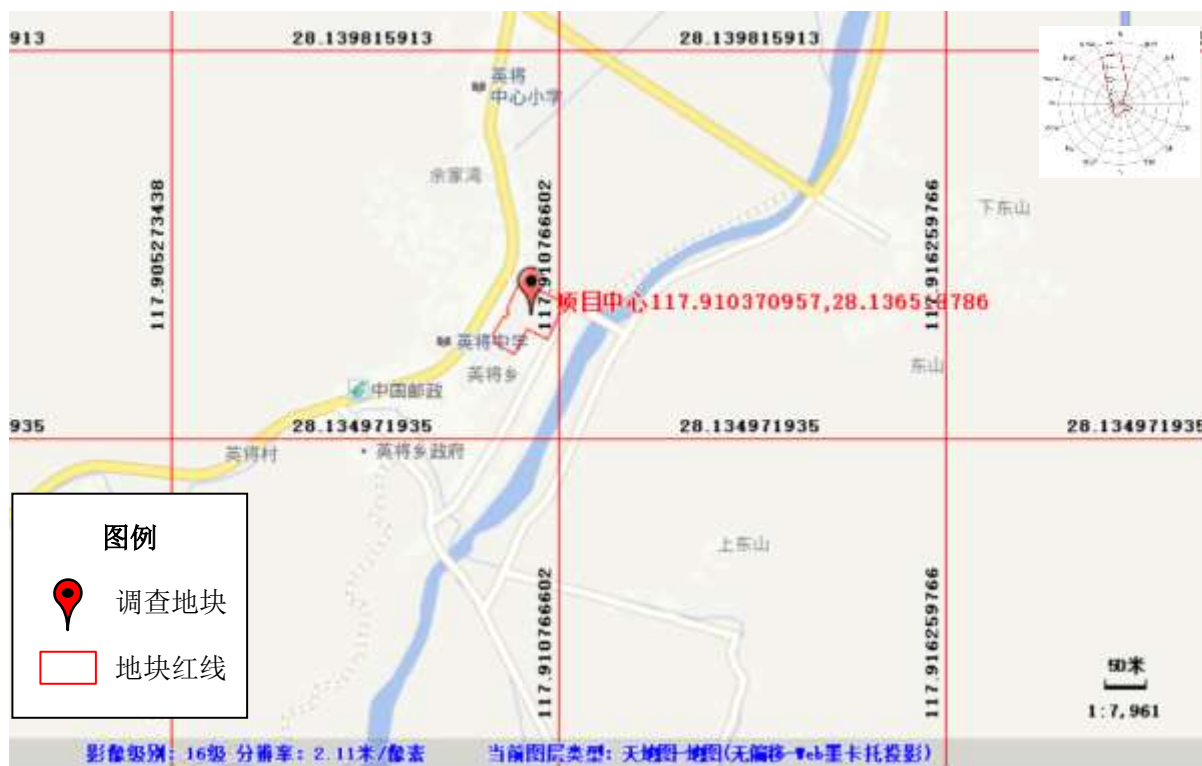 913
28.139815913
28.139815913
英将
中心小学
余家湾
117.905273438
117.910766602
117.916259766
下东山
项目中心117.910370957,28.1365
786
英将中学
英将乡
东山
中国邮政
935
28.134971935
28.134971935
28.134971935
英将村
英将乡政府
上东山
117.910766602
117.916259766
图例
调查地块
地块红线
50米
1:7,961
影像级别: 16级 分辨率: 2.11米/像素
当前图层类型: 天地图-地图(无偏移-Web墨卡托投影)